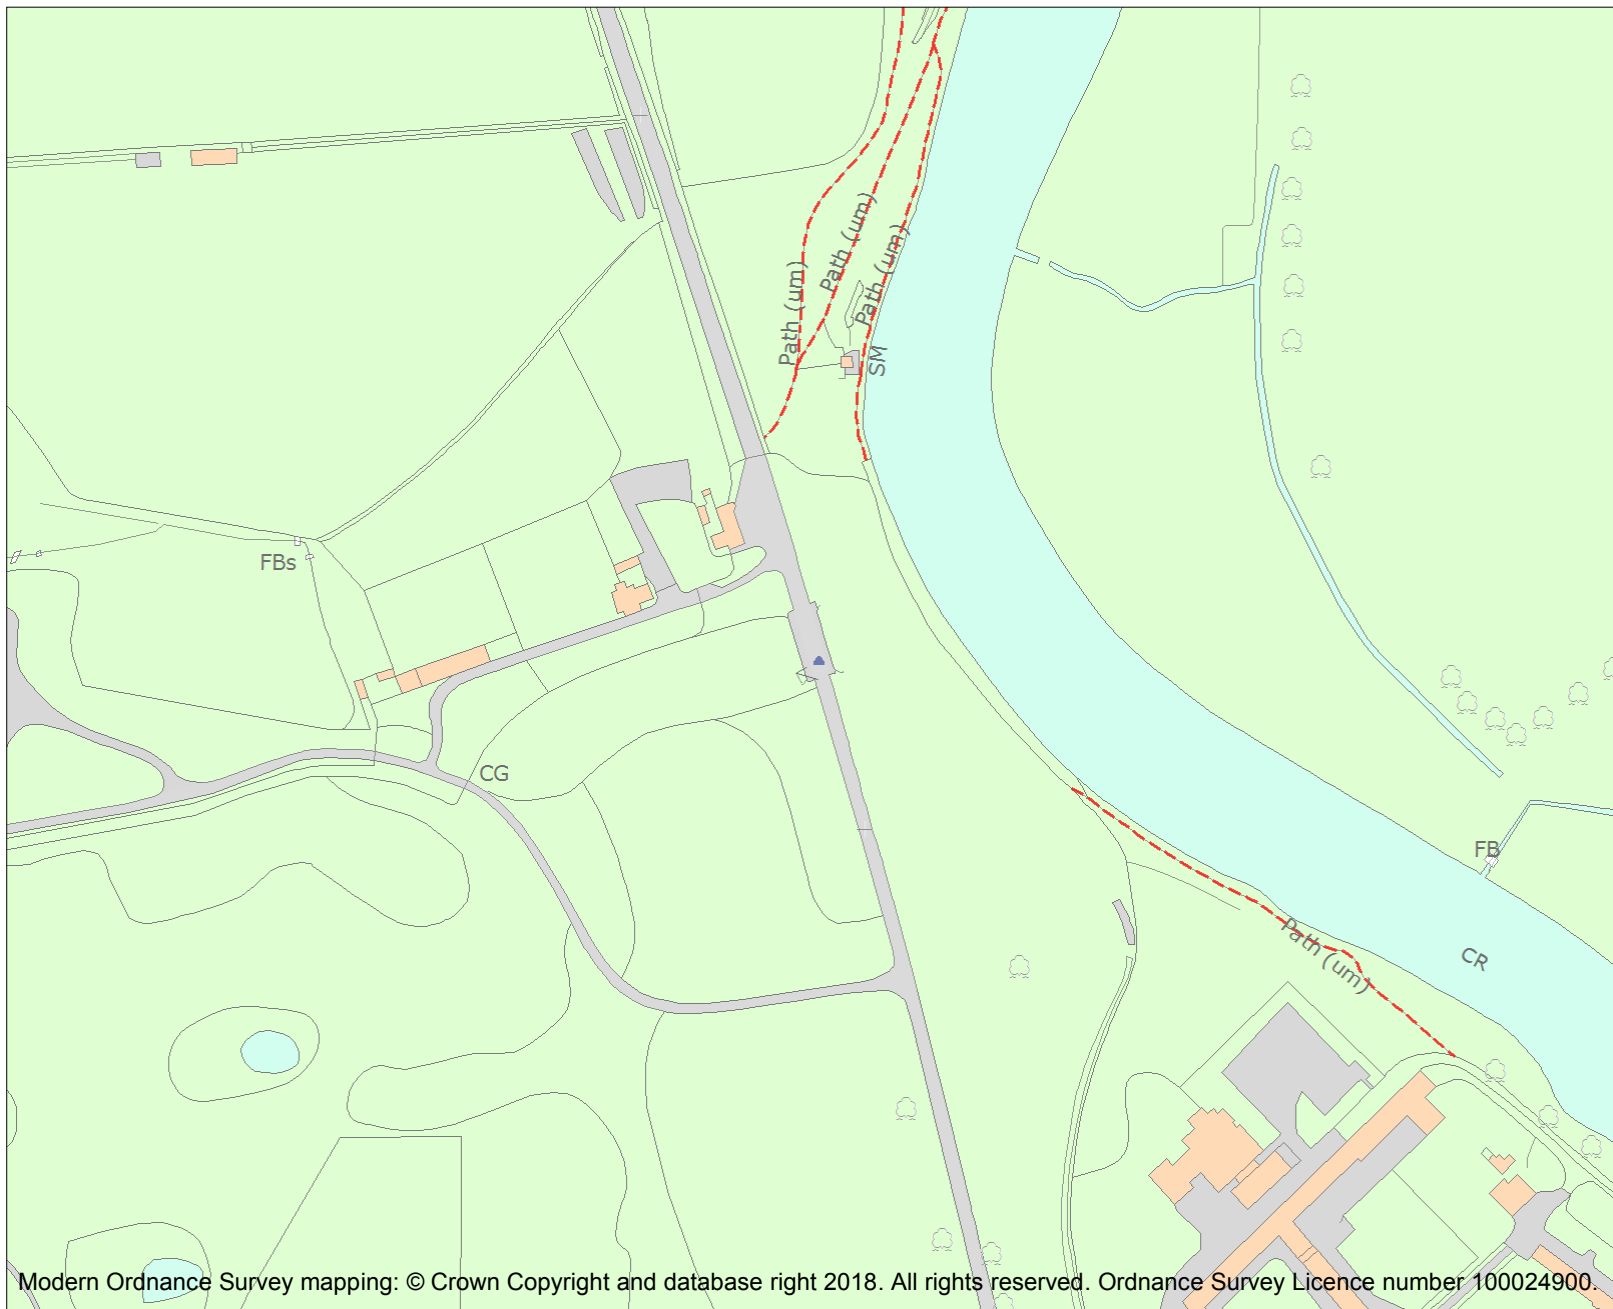 Path (um)
Path (um)
Path (um)
SM
FBs
CG
FB
Path (um)
CR
Modern Ordnance Survey mapping: © Crown Copyright and database right 2018. All rights reserved. Ordnance Survey Licence number 100024900.